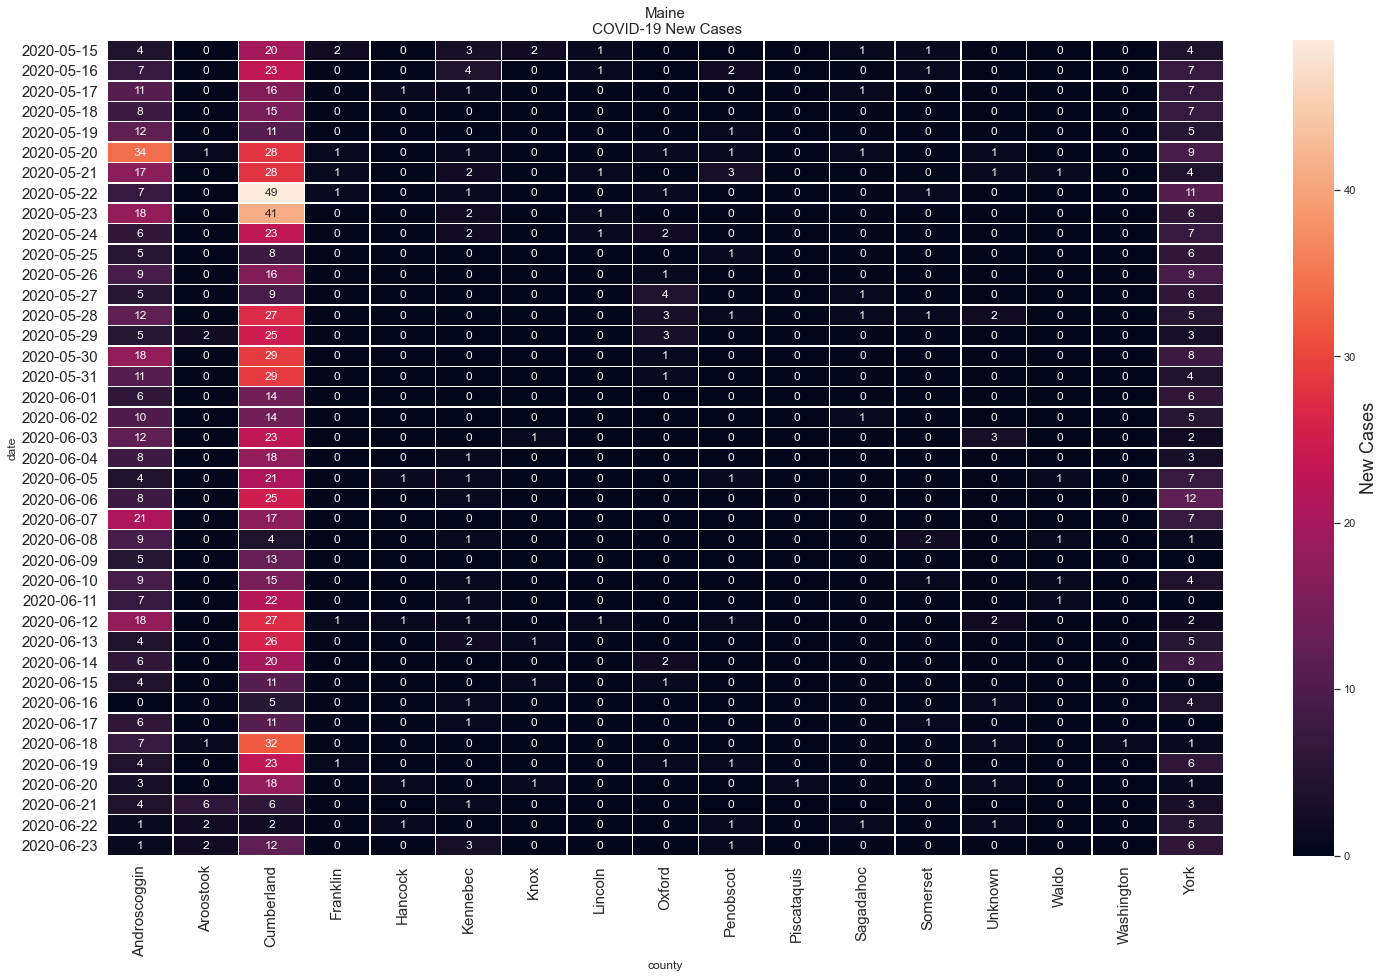 Maine
COVID-19 New Cases
2020-05-15 4 0 20 2 0 3 2 1 0 0 0 1 1 0 0 0 4
2020-05-16 7 0 23 0 0 4 0 1 0 2 0 0 1 0 0 0 7
2020-05-17 11 0 16 0 1 1 0 0 0 0 0 1 0 0 0 0 7
2020-05-18 8 0 15 0 0 0 0 0 0 0 0 0 0 0 0 0 7
2020-05-19 12 0 11 0 0 0 0 0 0 1 0 0 0 0 0 0 5
2020-05-20 34 1 28 1 0 1 0 0 1 1 0 1 0 1 0 0 9
2020-05-21 17 0 28 1 0 2 0 1 0 3 0 0 0 1 1 0 4
2020-05-22 7 0 49 1 0 1 0 0 1 0 0 0 1 0 0 0 11
2020-05-23 18 0 41 0 0 2 0 1 0 0 0 0 0 0 0 0 6
2020-05-24 6 0 23 0 0 2 0 1 2 0 0 0 0 0 0 0 7
2020-05-25 5 0 8 0 0 0 0 0 0 1 0 0 0 0 0 0 6
2020-05-26 9 0 16 0 0 0 0 0 1 0 0 0 0 0 0 0 9
2020-05-27 5 0 9 0 0 0 0 0 4 0 0 1 0 0 0 0 6
2020-05-28 12 0 27 0 0 0 0 0 3 1 0 1 1 2 0 0 5
2020-05-29 5 2 25 0 0 0 0 0 3 0 0 0 0 0 0 0 3
2020-05-30 18 0 29 0 0 0 0 0 1 0 0 0 0 0 0 0 8
2020-05-31 11 0 29 0 0 0 0 0 1 0 0 0 0 0 0 0 4
2020-06-01 6 0 14 0 0 0 0 0 0 0 0 0 0 0 0 0 6
2020-06-02 10 0 14 0 0 0 0 0 0 0 0 1 0 0 0 0 5
2020-06-03 12 0 23 0 0 0 1 0 0 0 0 0 0 3 0 0 2
2020-06-04 8 0 18 0 0 1 0 0 0 0 0 0 0 0 0 0 3
2020-06-05 4 0 21 0 1 1 0 0 0 1 0 0 0 0 1 0 7
2020-06-06 8 0 25 0 0 1 0 0 0 0 0 0 0 0 0 0 12
2020-06-07 21 0 17 0 0 0 0 0 0 0 0 0 0 0 0 0 7
2020-06-08 9 0 4 0 0 1 0 0 0 0 0 0 2 0 1 0 1
2020-06-09 5 0 13 0 0 0 0 0 0 0 0 0 0 0 0 0 0
2020-06-10 9 0 15 0 0 1 0 0 0 0 0 0 1 0 1 0 4
2020-06-11 7 0 22 0 0 1 0 0 0 0 0 0 0 0 1 0 0
2020-06-12 18 0 27 1 1 1 0 1 0 1 0 0 0 2 0 0 2
2020-06-13 4 0 26 0 0 2 1 0 0 0 0 0 0 0 0 0 5
2020-06-14 6 0 20 0 0 0 0 0 2 0 0 0 0 0 0 0 8
2020-06-15 4 0 11 0 0 0 1 0 1 0 0 0 0 0 0 0 0
2020-06-16 0 0 5 0 0 1 0 0 0 0 0 0 0 1 0 0 4
2020-06-17 6 0 11 0 0 1 0 0 0 0 0 0 1 0 0 0 0
2020-06-18 7 1 32 0 0 0 0 0 0 0 0 0 0 1 0 1 1
2020-06-19 4 0 23 1 0 0 0 0 1 1 0 0 0 0 0 0 6
2020-06-20 3 0 18 0 1 0 1 0 0 0 1 0 0 1 0 0 1
2020-06-21 4 6 6 0 0 1 0 0 0 0 0 0 0 0 0 0 3
2020-06-22 1 2 2 0 1 0 0 0 0 1 0 1 0 1 0 0 5
2020-06-23 1 2 12 0 0 3 0 0 0 1 0 0 0 0 0 0 6
date
Androscoggin Aroostook Cumberland Franklin Hancock Kennebec Knox Lincoln Oxford Penobscot Piscataquis Sagadahoc Somerset Unknown Waldo Washington York
county
40
30
20
10
0
New Cases